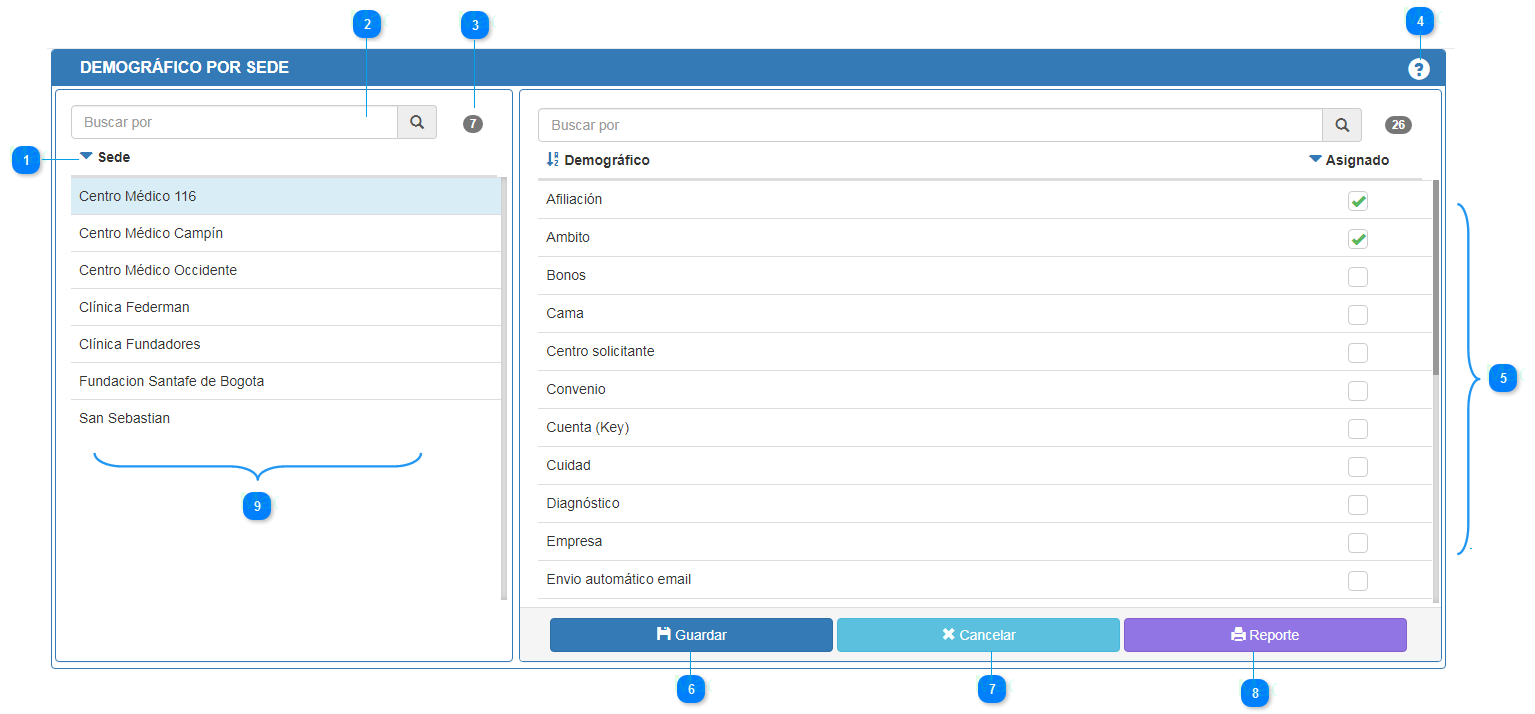 2
3
4
DEMOGRÁFICO POR SEDE
?
Buscar por
7
1
Sede
Centro Médico 116
Centro Médico Campín
Centro Médico Occidente
Clínica Federman
Clínica Fundadores
Fundacion Santafe de Bogota
San Sebastian
9
Buscar por
26
Demográfico Asignado
Afiliación
Ambito
Bonos
Cama
Centro solicitante
Convenio
Cuenta (Key)
Cuidad
Diagnóstico
Empresa
Envio automático email
5
Guardar Cancelar Reporte
6
7
8